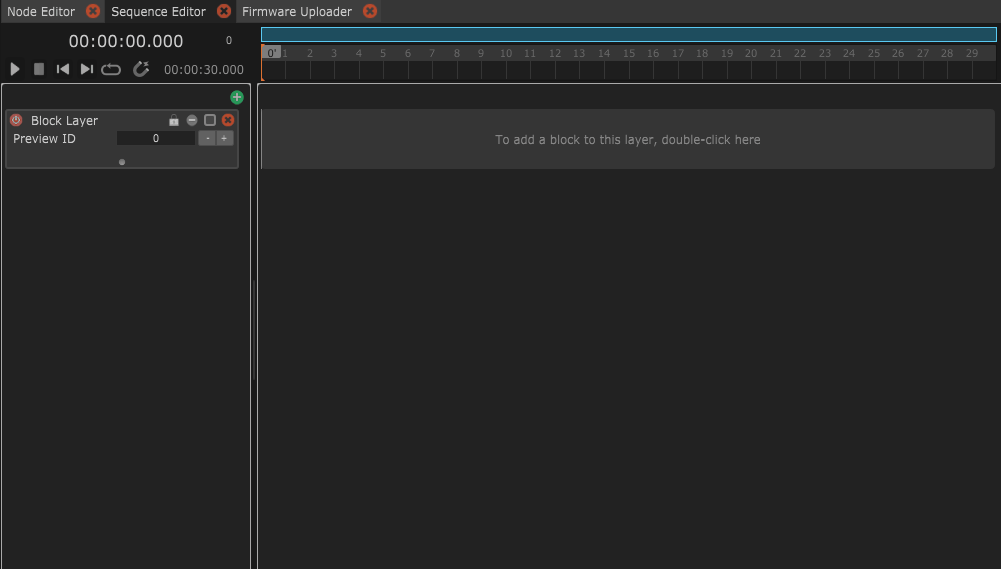 Node Editor Sequence Editor Firmware Uploader
00:00:00.000 0
0' 1 2 3 4 5 6 7 8 9 10 11 12 13 14 15 16 17 18 19 20 21 22 23 24 25 26 27 28 29
00:00:30.000
Block Layer
Preview ID 0 - +
To add a block to this layer, double-click here